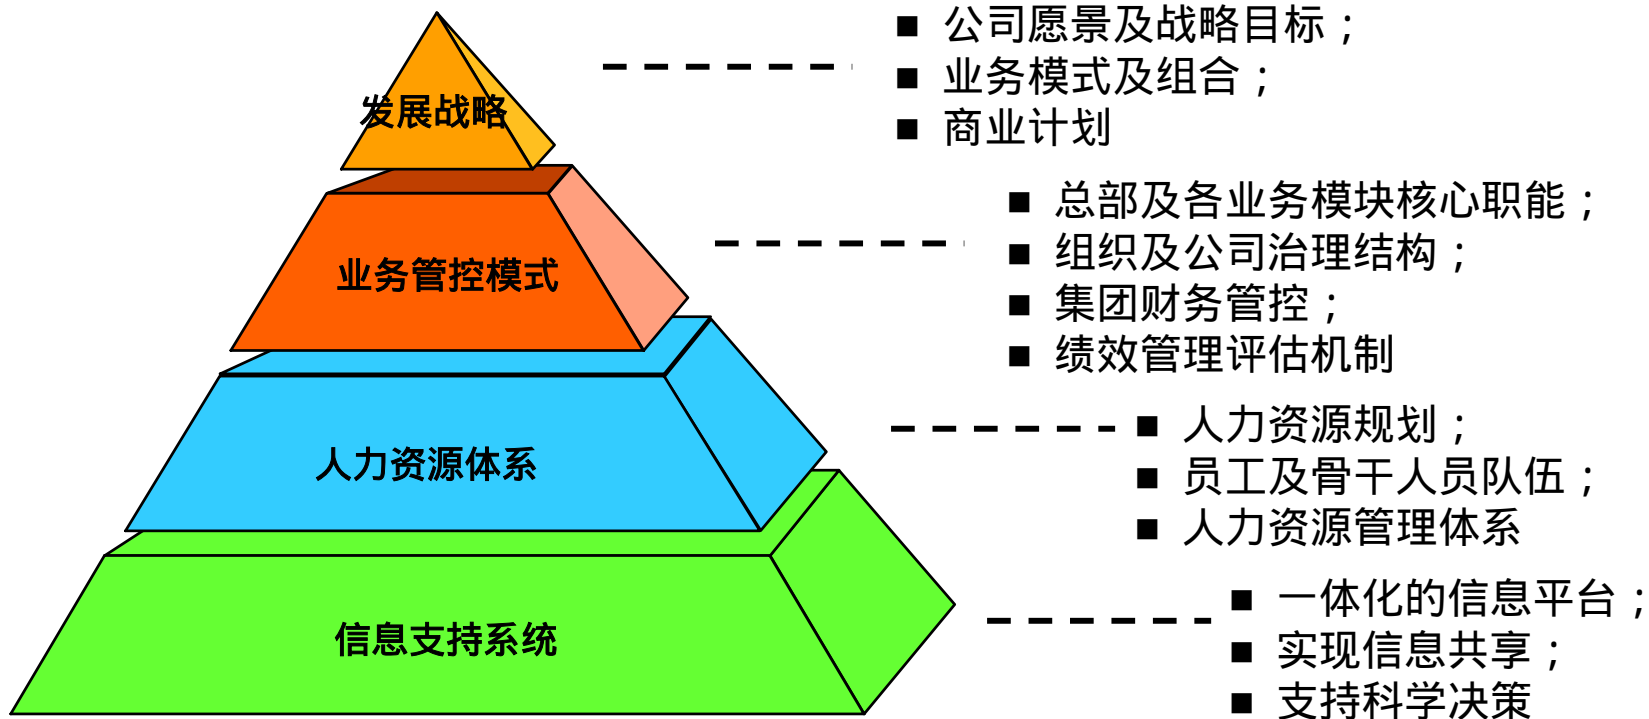 发展战略
■ 公司愿景及战略目标；
■ 业务模式及组合；
■ 商业计划
业务管控模式
■ 总部及各业务模块核心职能；
■ 组织及公司治理结构；
■ 集团财务管控；
■ 绩效管理评估机制
人力资源体系
■ 人力资源规划；
■ 员工及骨干人员队伍；
■ 人力资源管理体系
信息支持系统
■ 一体化的信息平台；
■ 实现信息共享；
■ 支持科学决策